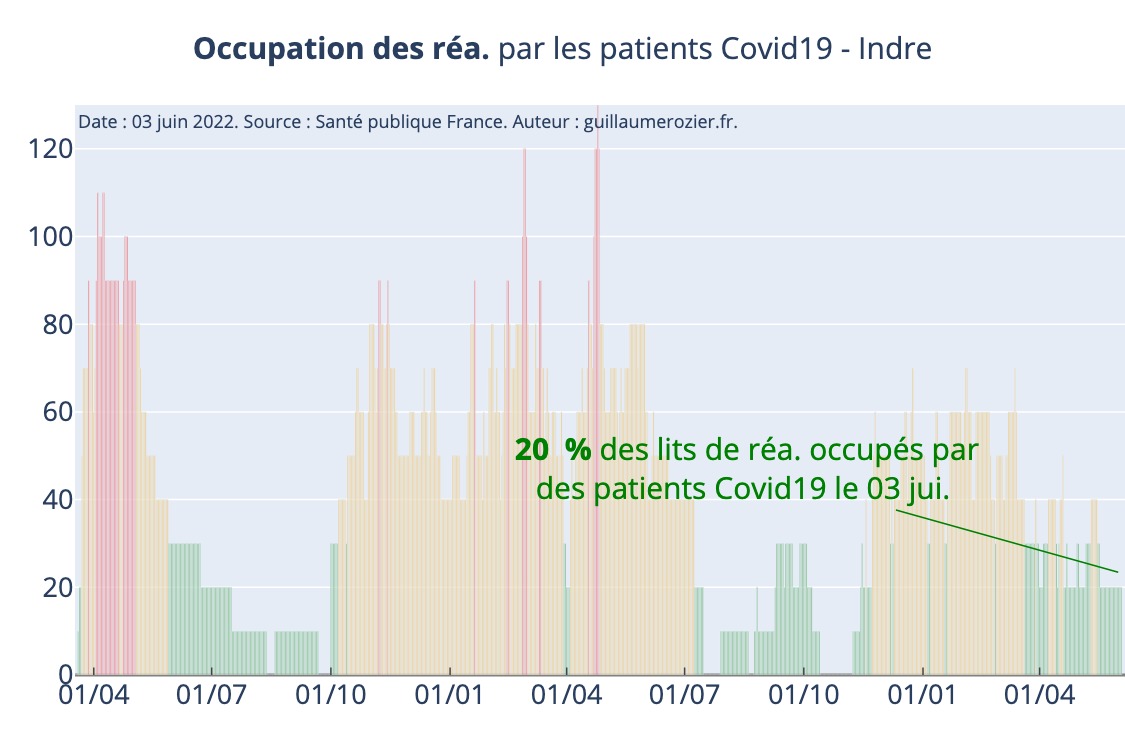 Occupation des réa. par les patients Covid19 - Indre
Date : 03 juin 2022. Source : Santé publique France. Auteur : guillaumerozier.fr.
120
100
80
60
40
20
0
20 % des lits de réa. occupés par
des patients Covid19 le 03 jui.
01/04 01/07 01/10 01/01 01/04 01/07 01/10 01/01 01/04